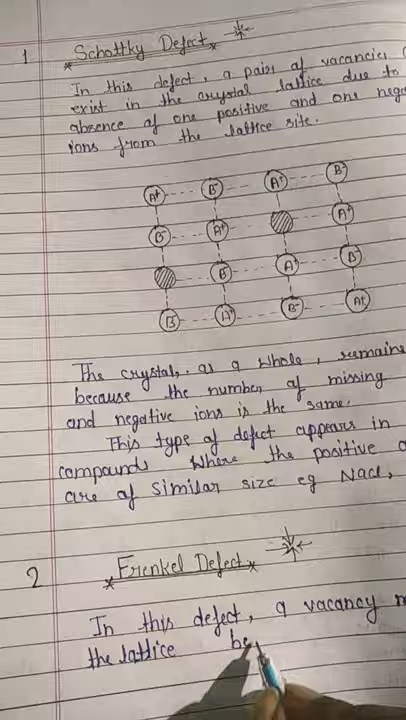 1 Schottky Defect
In this defect, a pair of vacancies
exist in the crystal lattice due to
absence of one positive and one neg
ions from the lattice site.
A+ B- A+ B-
B- A+ A+
B- A+ B-
B- A+ B- A+
The crystal, as a whole, remains
because the number of missing
and negative ions is the same.
This type of defect appears in
compounds where the positive
are of similar size eg NaCl,
2 Frenkel Defect
In this defect, a vacancy
the lattice be